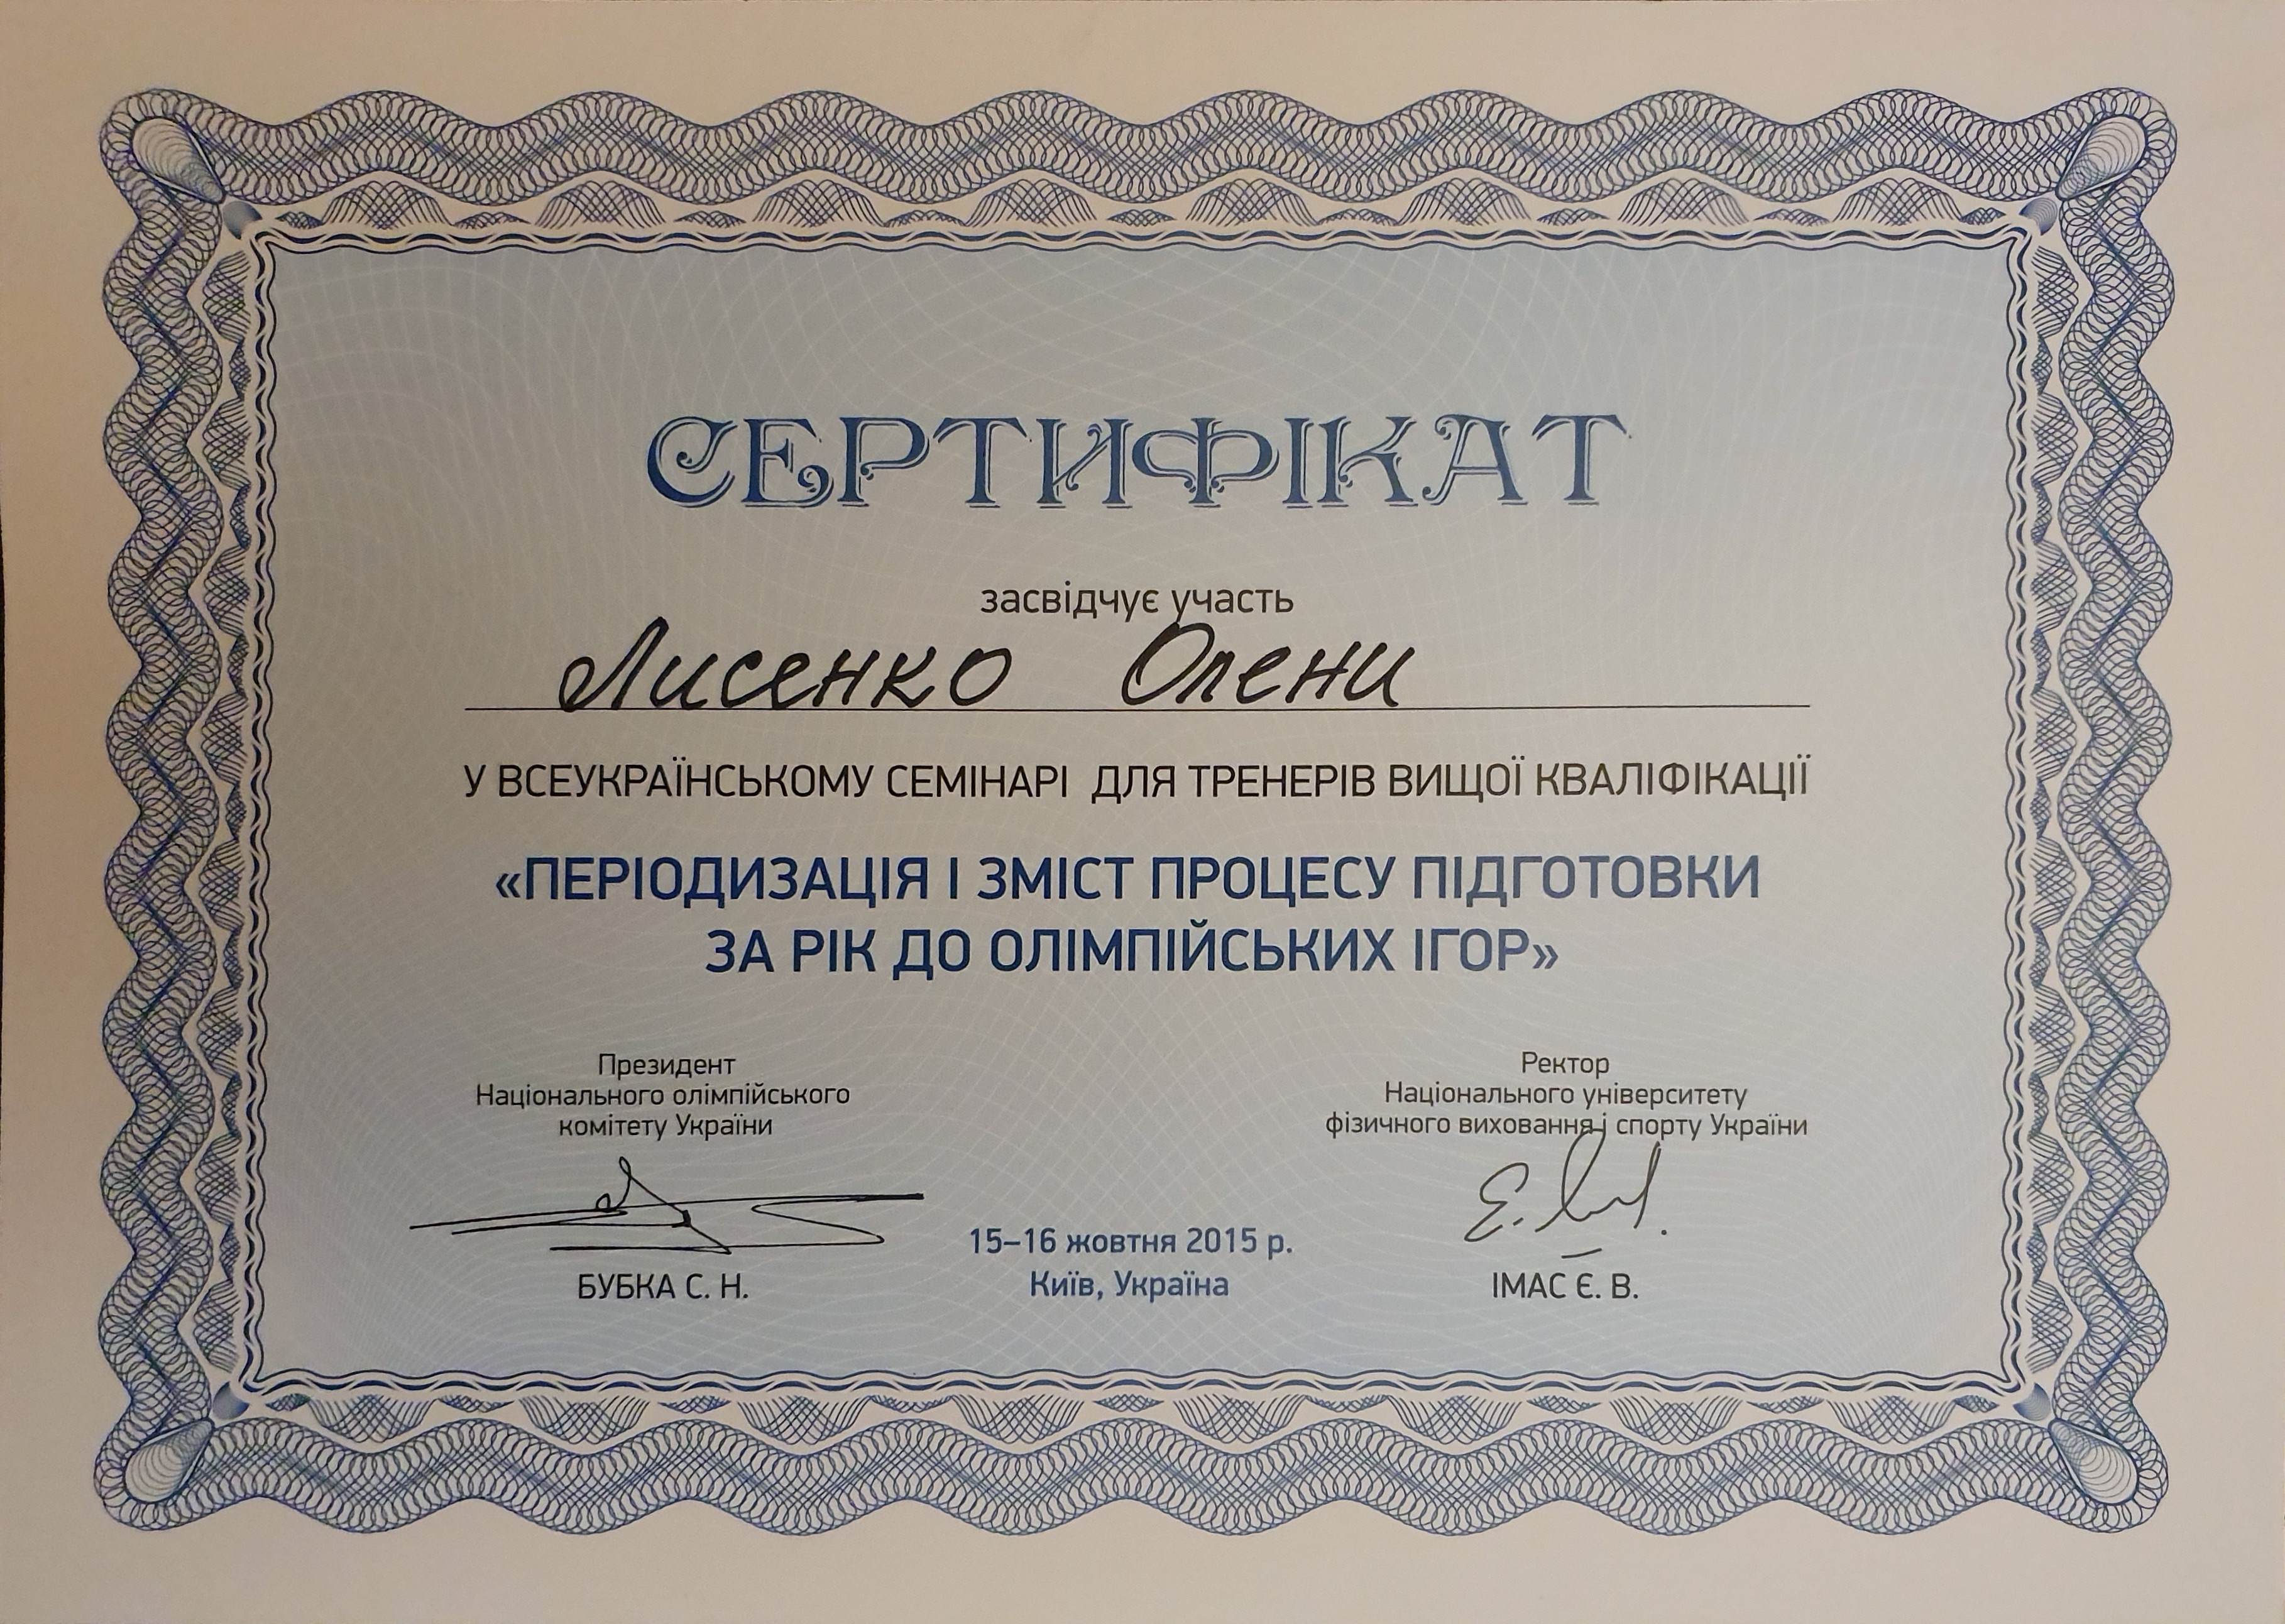 СЕРТИФІКАТ
засвідчує участь
Лисенко Олени
У ВСЕУКРАЇНСЬКОМУ СЕМІНАРІ ДЛЯ ТРЕНЕРІВ ВИЩОЇ КВАЛІФІКАЦІЇ
«ПЕРІОДИЗАЦІЯ І ЗМІСТ ПРОЦЕСУ ПІДГОТОВКИ
ЗА РІК ДО ОЛІМПІЙСЬКИХ ІГОР»
Президент
Національного олімпійського
комітету України
БУБКА С. Н.
15–16 жовтня 2015 р.
Київ, Україна
Ректор
Національного університету
фізичного виховання і спорту України
ІМАС Є. В.